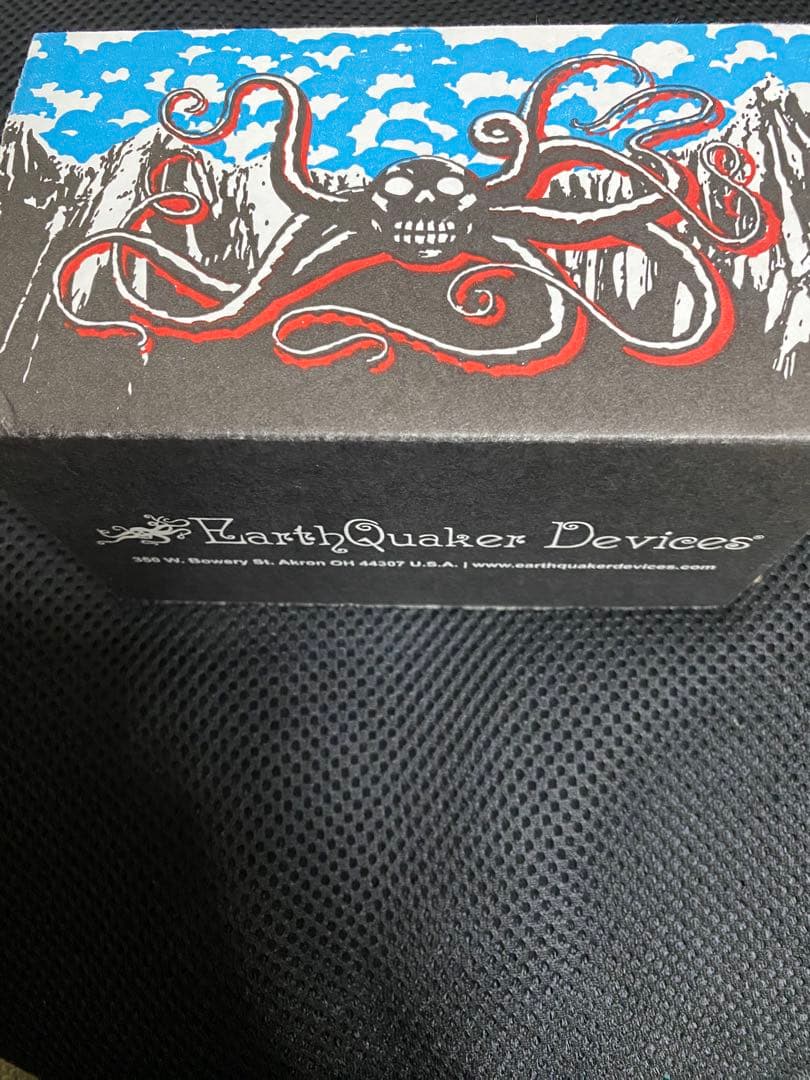 EarthQuaker Devices®
350 W. Bowery St. Akron OH 44307 U.S.A. | www.earthquakerdevices.com